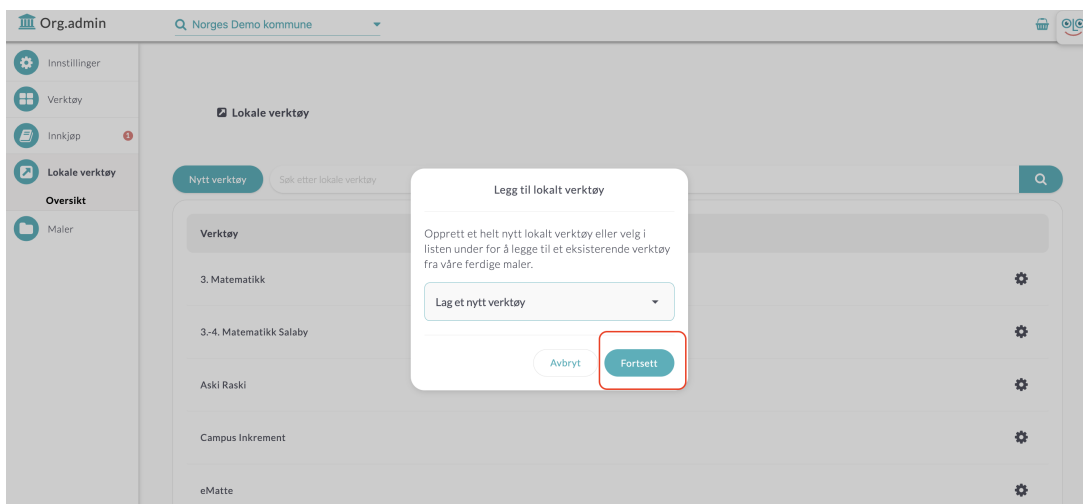 Org.admin
Norges Demo kommune
Innstillinger
Verktøy
Innkjøp 1
Lokale verktøy
Oversikt
Maler
Lokale verktøy
Nytt verktøy
Søk etter lokale verktøy
Verktøy
3. Matematikk
3.-4. Matematikk Salaby
Aski Raski
Campus Inkrement
eMatte
Legg til lokalt verktøy
Opprett et helt nytt lokalt verktøy eller velg i
listen under for å legge til et eksisterende verktøy
fra våre ferdige maler.
Lag et nytt verktøy
Avbryt
Fortsett